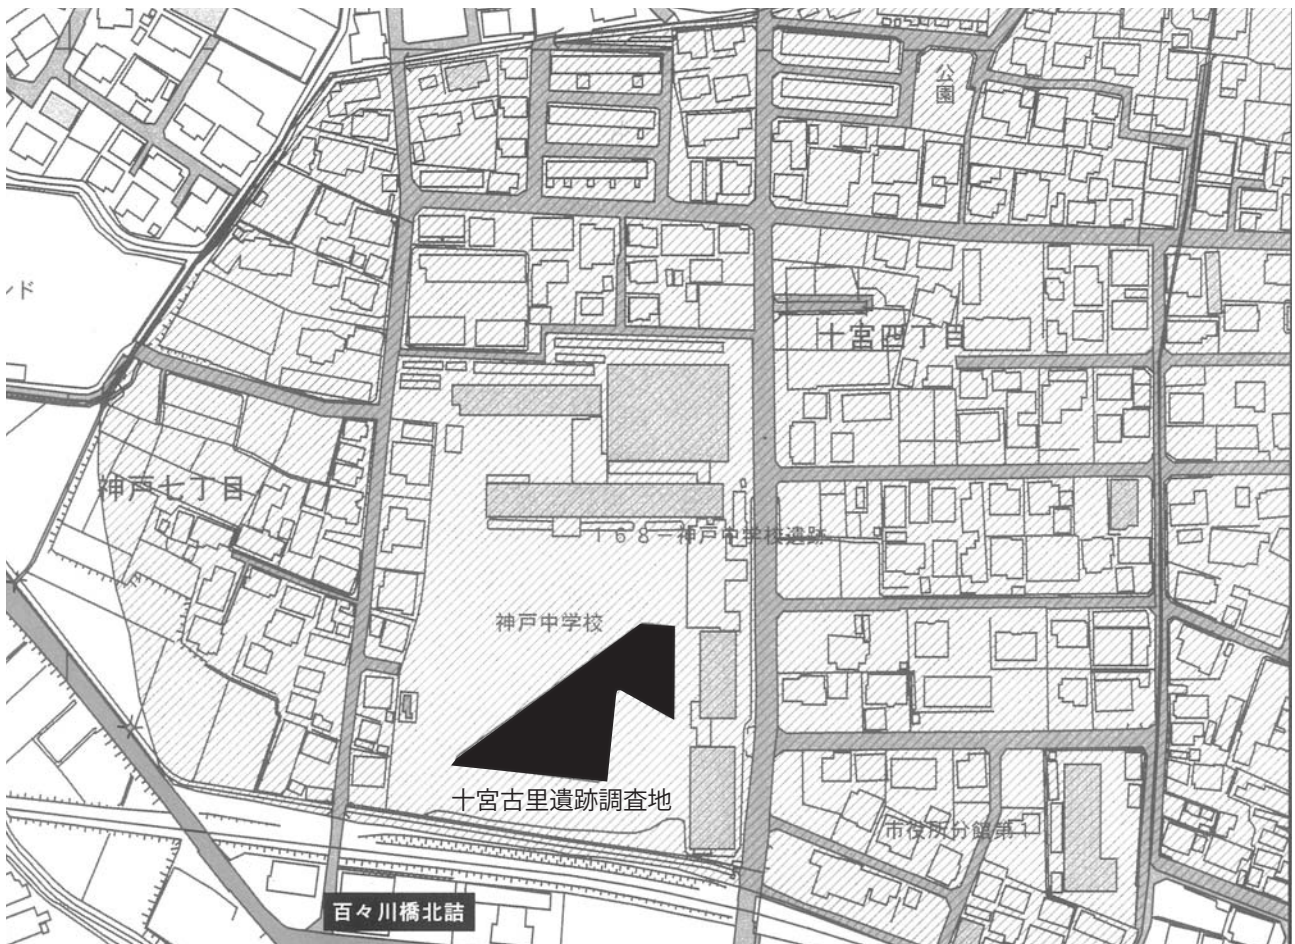 公園
ンド
十宮四丁目
神戸七丁目
168-神戸中学校遺跡
神戸中学校
十宮古里遺跡調査地
市役所分館第1
百々川橋北詰